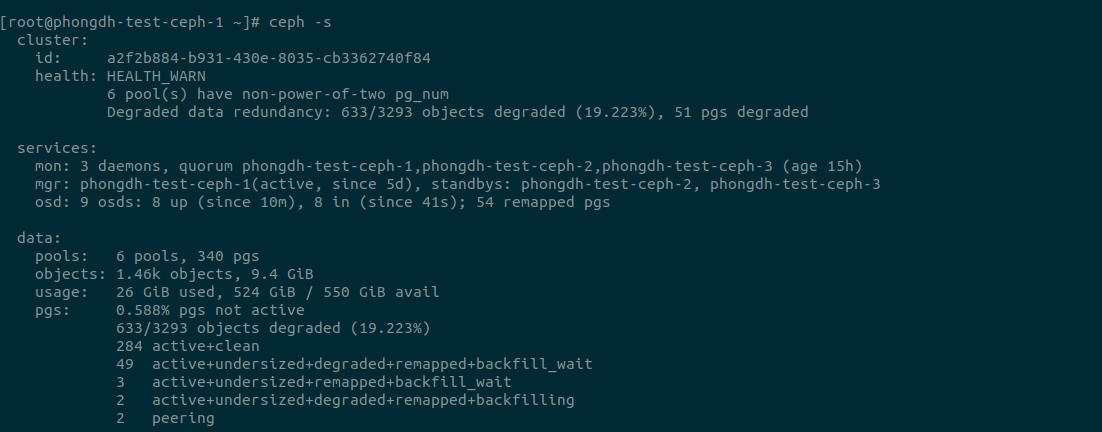 [root@phongdh-test-ceph-1 ~]# ceph -s
  cluster:
    id:     a2f2b884-b931-430e-8035-cb3362740f84
    health: HEALTH_WARN
            6 pool(s) have non-power-of-two pg_num
            Degraded data redundancy: 633/3293 objects degraded (19.223%), 51 pgs degraded

  services:
    mon: 3 daemons, quorum phongdh-test-ceph-1,phongdh-test-ceph-2,phongdh-test-ceph-3 (age 15h)
    mgr: phongdh-test-ceph-1(active, since 5d), standbys: phongdh-test-ceph-2, phongdh-test-ceph-3
    osd: 9 osds: 8 up (since 10m), 8 in (since 41s); 54 remapped pgs

  data:
    pools:   6 pools, 340 pgs
    objects: 1.46k objects, 9.4 GiB
    usage:   26 GiB used, 524 GiB / 550 GiB avail
    pgs:     0.588% pgs not active
             633/3293 objects degraded (19.223%)
             284 active+clean
             49  active+undersized+degraded+remapped+backfill_wait
             3   active+undersized+remapped+backfill_wait
             2   active+undersized+degraded+remapped+backfilling
             2   peering